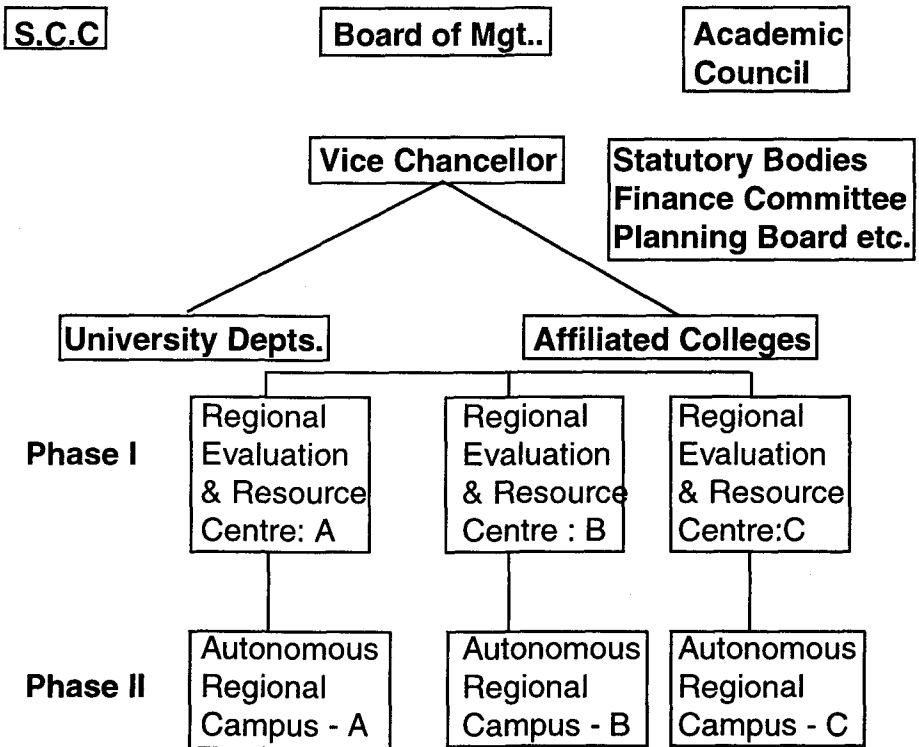 S.C.C
Board of Mgt..
Academic
Council
Vice Chancellor
Statutory Bodies
Finance Committee
Planning Board etc.
University Depts.
Affiliated Colleges
Phase I
Regional
Evaluation
& Resource
Centre: A
Regional
Evaluation
& Resource
Centre : B
Regional
Evaluation
& Resource
Centre:C
Phase II
Autonomous
Regional
Campus - A
Autonomous
Regional
Campus - B
Autonomous
Regional
Campus - C